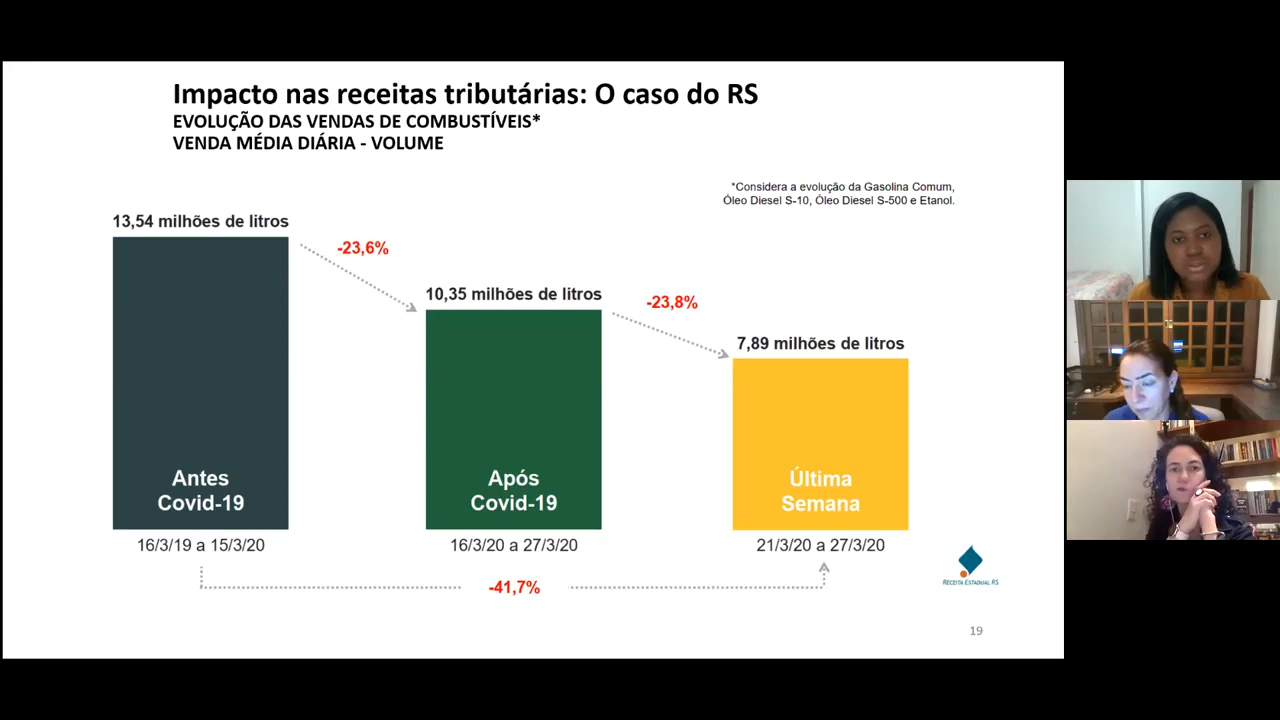 Impacto nas receitas tributárias: O caso do RS
EVOLUÇÃO DAS VENDAS DE COMBUSTÍVEIS*
VENDA MÉDIA DIÁRIA - VOLUME
*Considera a evolução da Gasolina Comum,
Óleo Diesel S-10, Óleo Diesel S-500 e Etanol.
13,54 milhões de litros
-23,6%
10,35 milhões de litros
-23,8%
7,89 milhões de litros
Antes
Covid-19
Após
Covid-19
Última
Semana
16/3/19 a 15/3/20
16/3/20 a 27/3/20
21/3/20 a 27/3/20
-41,7%
RECEITA ESTADUAL RS
19